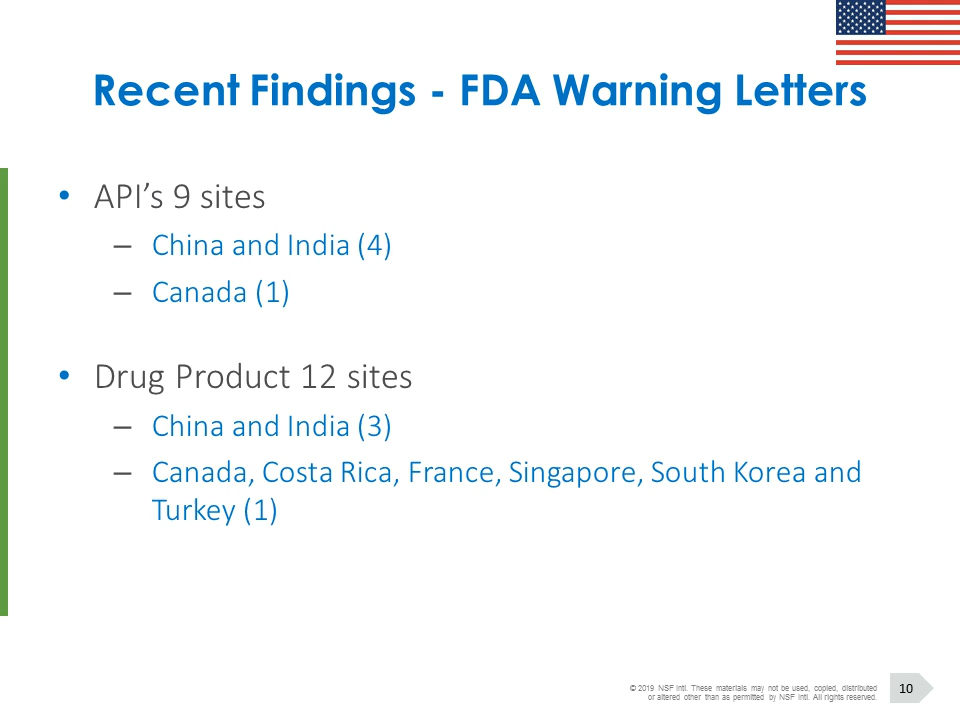 Recent Findings - FDA Warning Letters
• API’s 9 sites
– China and India (4)
– Canada (1)
• Drug Product 12 sites
– China and India (3)
– Canada, Costa Rica, France, Singapore, South Korea and
Turkey (1)
© 2019 NSF Intl. These materials may not be used, copied, distributed
or altered other than as permitted by NSF Intl. All rights reserved.
10